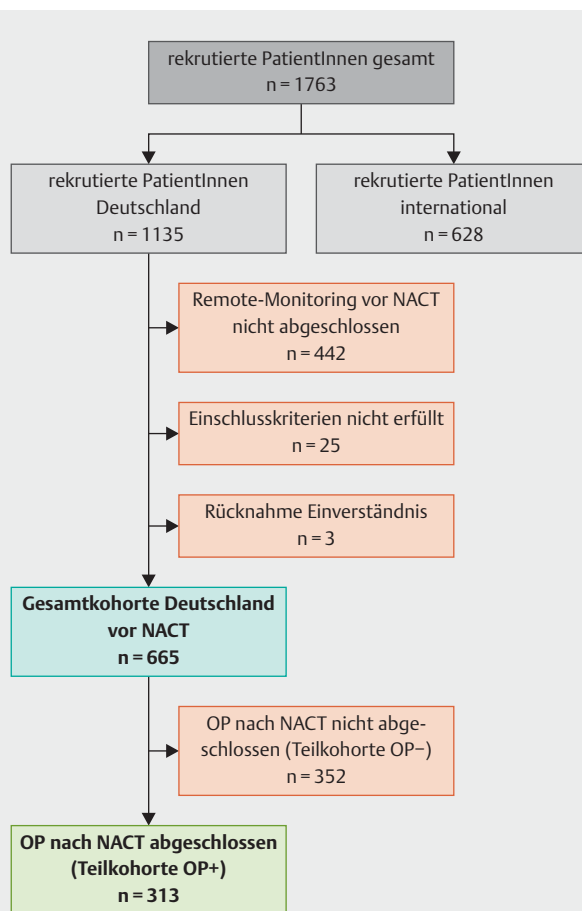 rekrutierte PatientInnen gesamt
n = 1763
rekrutierte PatientInnen
Deutschland
n = 1135
rekrutierte PatientInnen
international
n = 628
Remote-Monitoring vor NACT
nicht abgeschlossen
n = 442
Einschlusskriterien nicht erfüllt
n = 25
Rücknahme Einverständnis
n = 3
Gesamtkohorte Deutschland
vor NACT
n = 665
OP nach NACT nicht abge-
schlossen (Teilkohorte OP−)
n = 352
OP nach NACT abgeschlossen
(Teilkohorte OP+)
n = 313